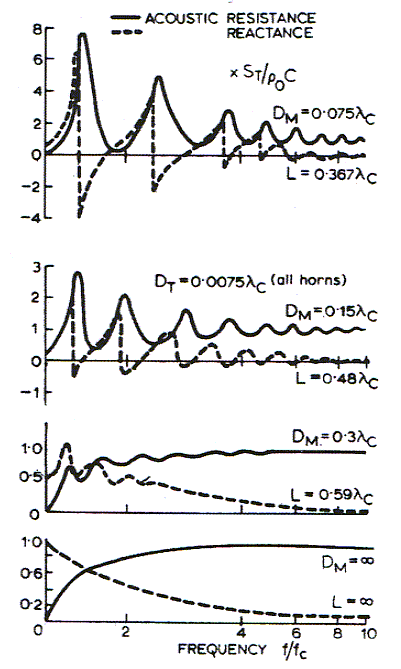 ACOUSTIC RESISTANCE
REACTANCE
× S_T/ρ₀C
8
6
4
2
0
-2
-4
D_M=0·075λ_C
L=0·367λ_C
3
2
1
0
-1
D_T=0·0075λ_C (all horns)
D_M=0·15λ_C
L=0·48λ_C
1·0
0·5
0
D_M=0·3λ_C
L=0·59λ_C
1·0
0·6
0·2
0
D_M=∞
L=∞
0 2 4 6 8 10
FREQUENCY f/f_C